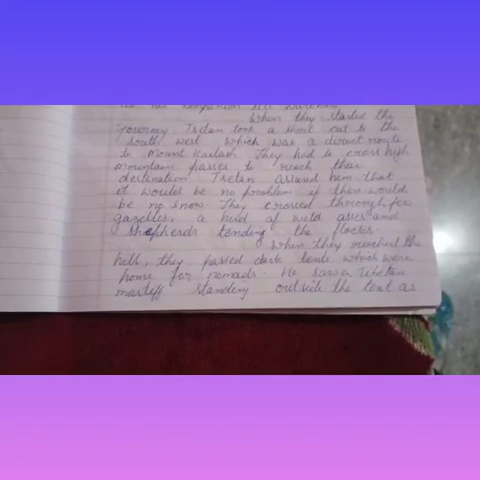 When they started the
journey Tsetan took a short cut to the
south west which was a direct route
to Mount Kailash. They had to cross high
mountain passes to reach their
destination Tsetan assured him that
it would be no problem if there would
be no snow. They crossed through few
gazelles, a herd of wild asses and
shepherds tending the flocks.
When they reached the
hill, they passed dark tents which were
home for nomads. He saw a Tibetan
mastiff standing outside the tent as